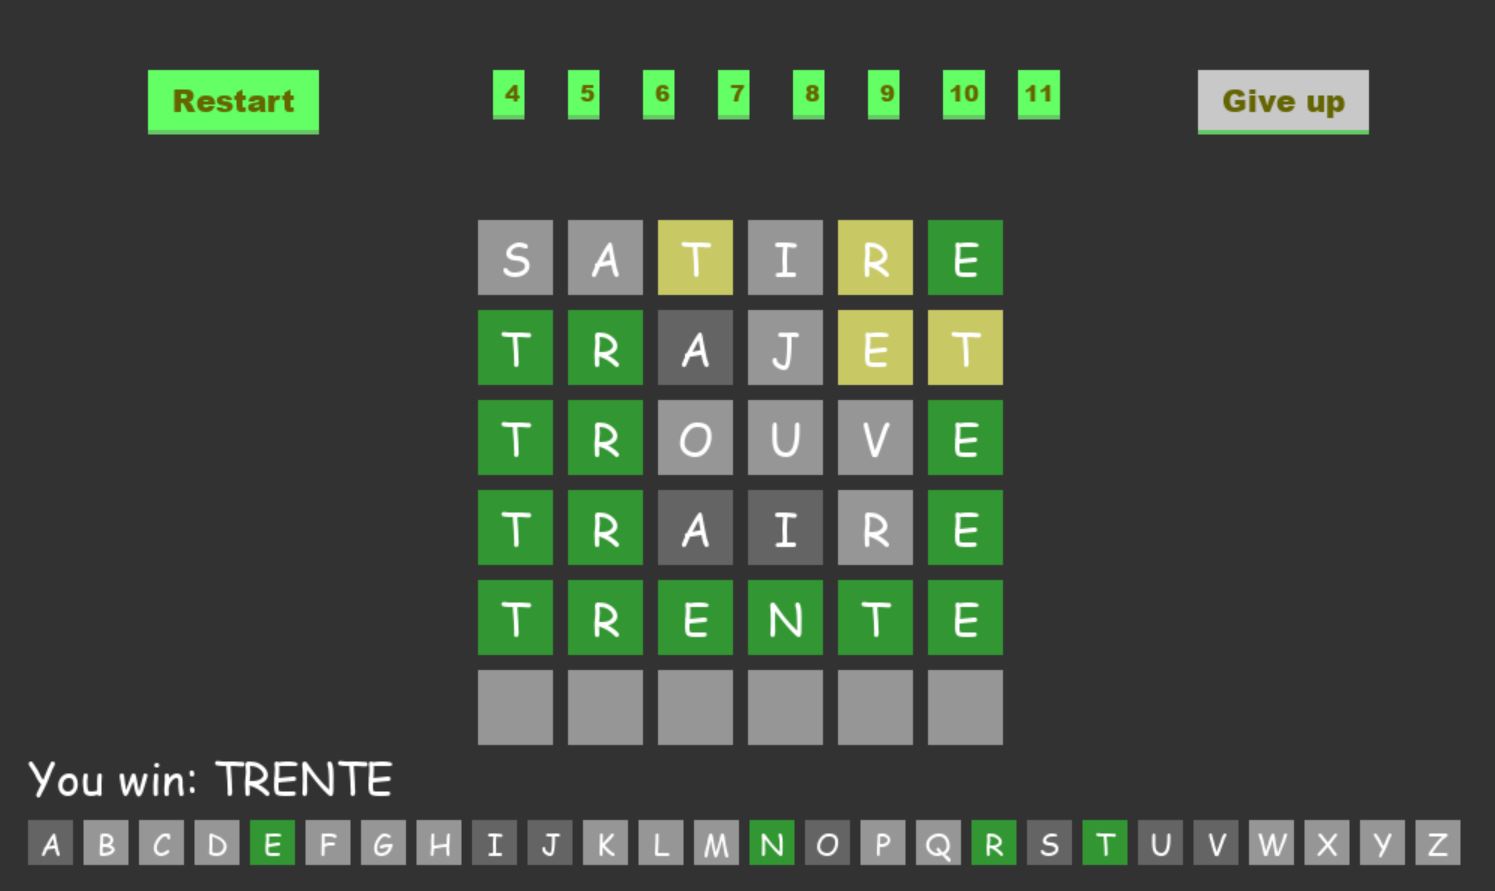 Restart 4 5 6 7 8 9 10 11 Give up
S A T I R E
T R A J E T
T R O U V E
T R A I R E
T R E N T E
You win: TRENTE
A B C D E F G H I J K L M N O P Q R S T U V W X Y Z